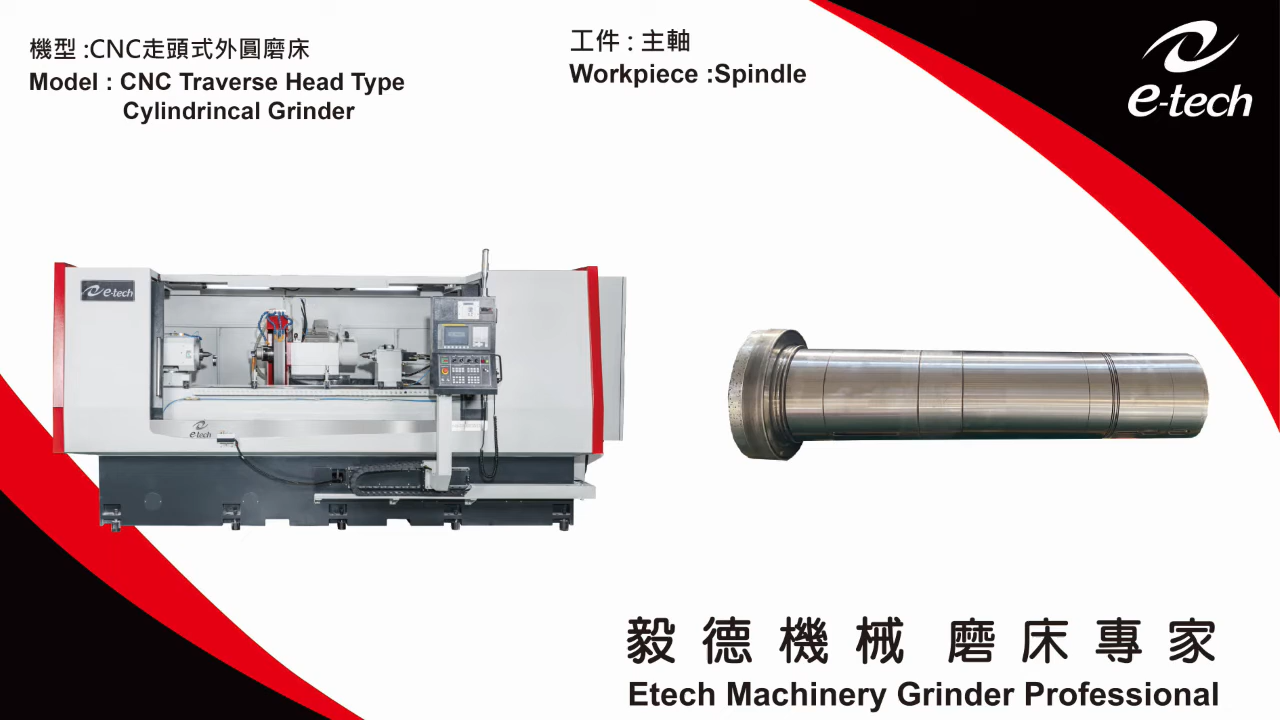 機型 :CNC走頭式外圓磨床
Model : CNC Traverse Head Type
Cylindrincal Grinder
工件 : 主軸
Workpiece :Spindle
e-tech
e-tech
e-tech
毅德機械 磨床專家
Etech Machinery Grinder Professional